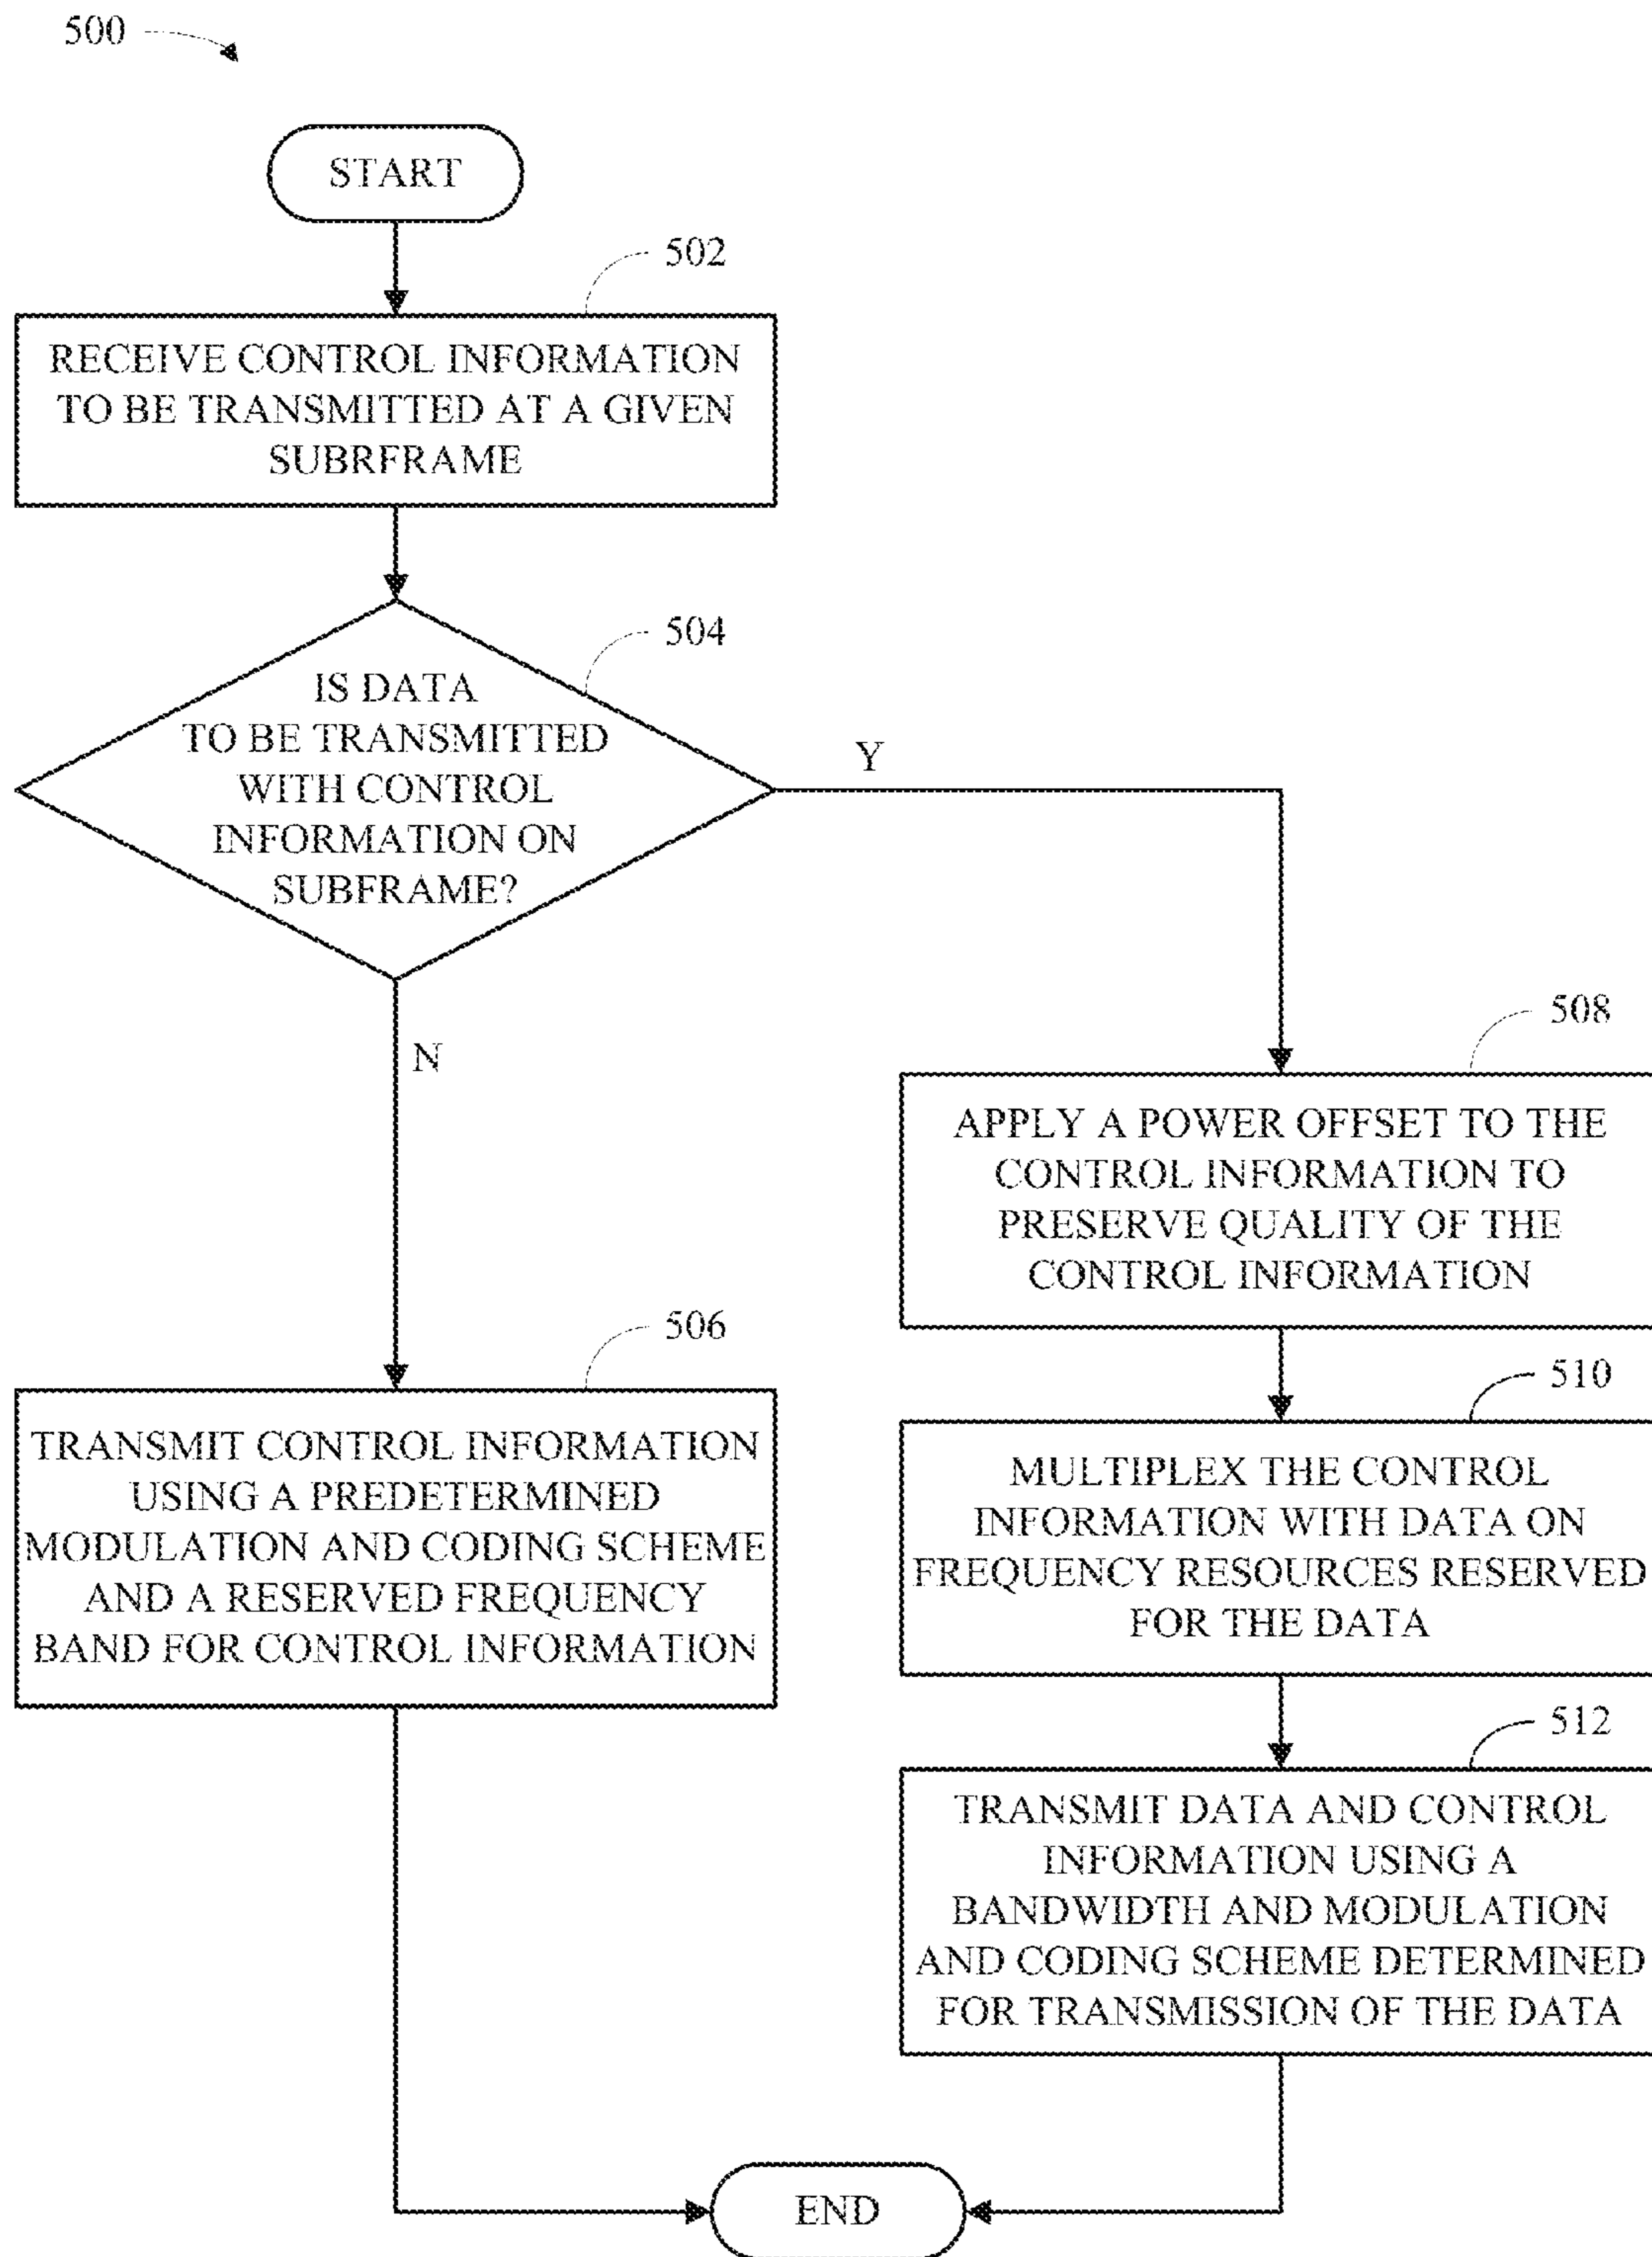 500
START
502
RECEIVE CONTROL INFORMATION
TO BE TRANSMITTED AT A GIVEN
SUBRFRAME
504
IS DATA
TO BE TRANSMITTED
WITH CONTROL
INFORMATION ON
SUBFRAME?
Y
N
506
TRANSMIT CONTROL INFORMATION
USING A PREDETERMINED
MODULATION AND CODING SCHEME
AND A RESERVED FREQUENCY
BAND FOR CONTROL INFORMATION
508
APPLY A POWER OFFSET TO THE
CONTROL INFORMATION TO
PRESERVE QUALITY OF THE
CONTROL INFORMATION
510
MULTIPLEX THE CONTROL
INFORMATION WITH DATA ON
FREQUENCY RESOURCES RESERVED
FOR THE DATA
512
TRANSMIT DATA AND CONTROL
INFORMATION USING A
BANDWIDTH AND MODULATION
AND CODING SCHEME DETERMINED
FOR TRANSMISSION OF THE DATA
END